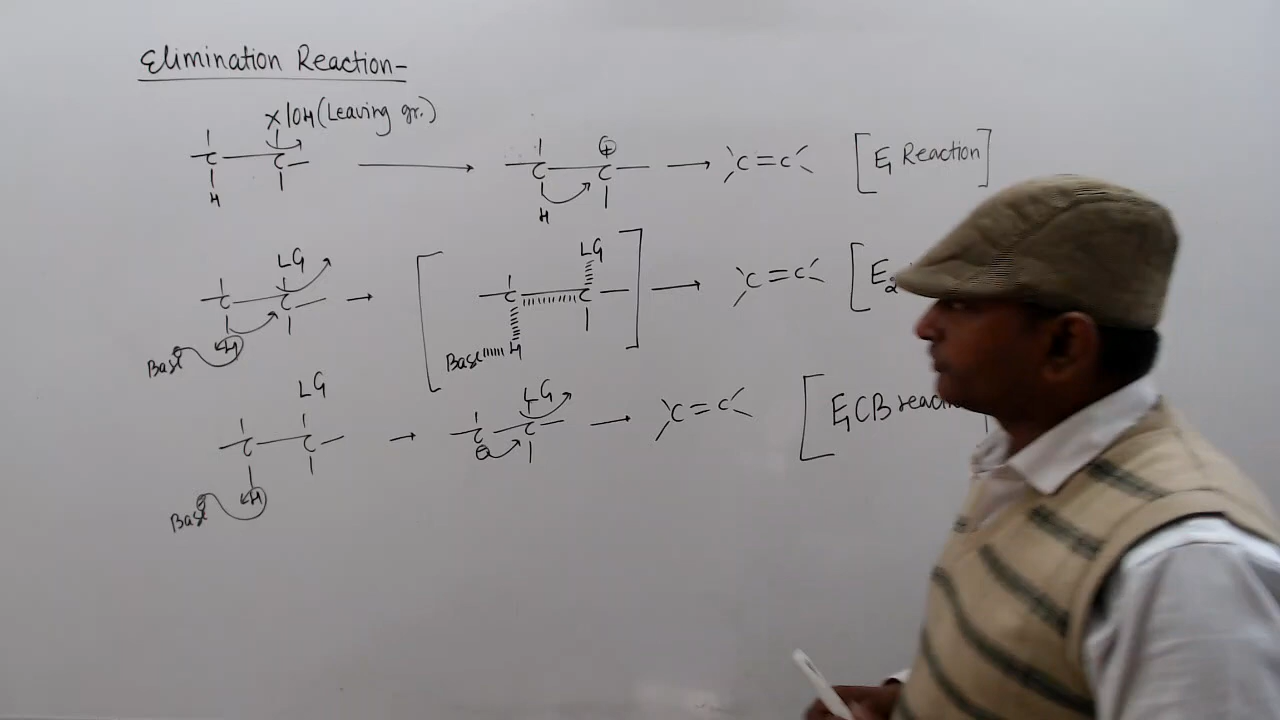 Elimination Reaction-
X/OH (Leaving gr.)
-C-C- H → -C-C- ⊕ H → C=C [E1 Reaction]
LG -C-C- H Base → [LG -C-C- Base H] → C=C [E2
LG -C-C- H Base → LG -C-C- ⊖ → C=C [E1CB reaction